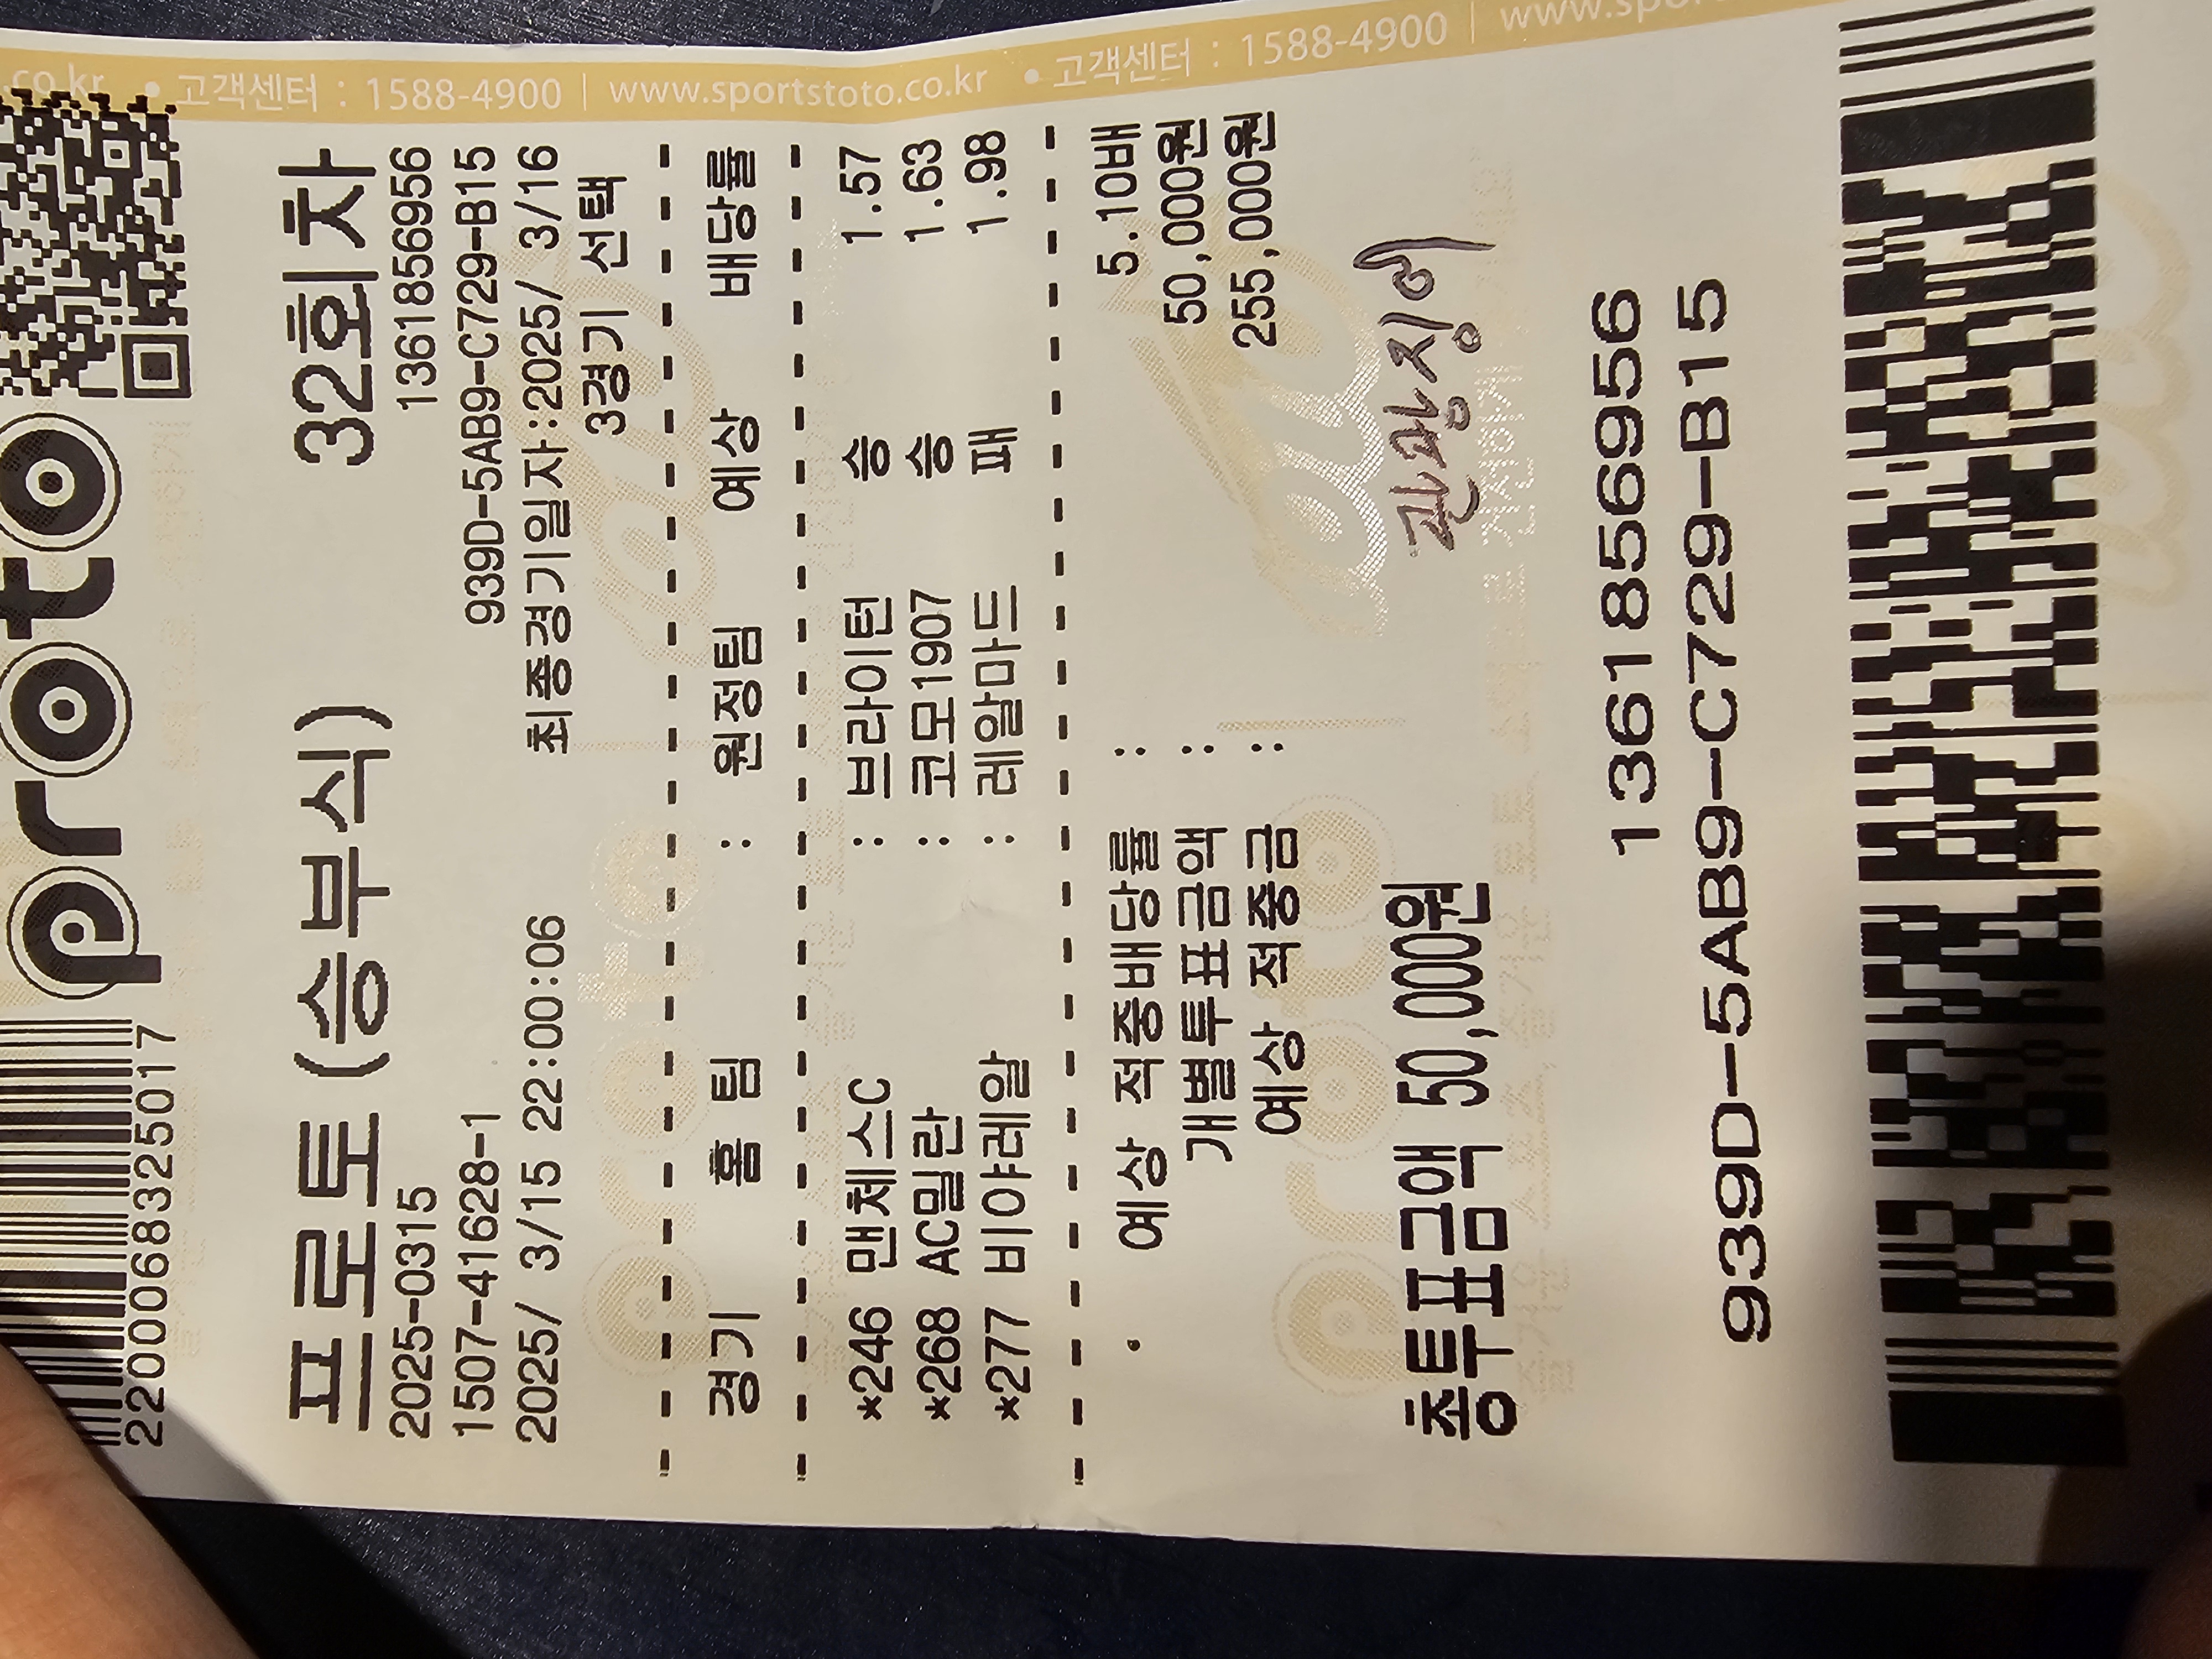 co.kr • 고객센터 : 1588-4900 | www.sportstoto.co.kr • 고객센터 : 1588-4900 | www.spor
2200068325017
proto
프로토 (승부식) 32회차
2025-0315 13618568956
1507-41628-1 939D-5AB9-C729-B15
2025/ 3/15 22:00:06 최종경기일자:2025/ 3/16
3경기 선택
경기 홈 팀 : 원정팀 예상 배당률
*246 맨체스C : 브라이턴 승 1.57
*268 AC밀란 : 코모1907 승 1.63
*277 비야레알 : 레알마드 패 1.98
예상 적중배당률 : 5.10배
개별투표금액 : 50,000원
예상 적중금 : 255,000원
총투표금액 50,000원
13618568956
939D-5AB9-C729-B15